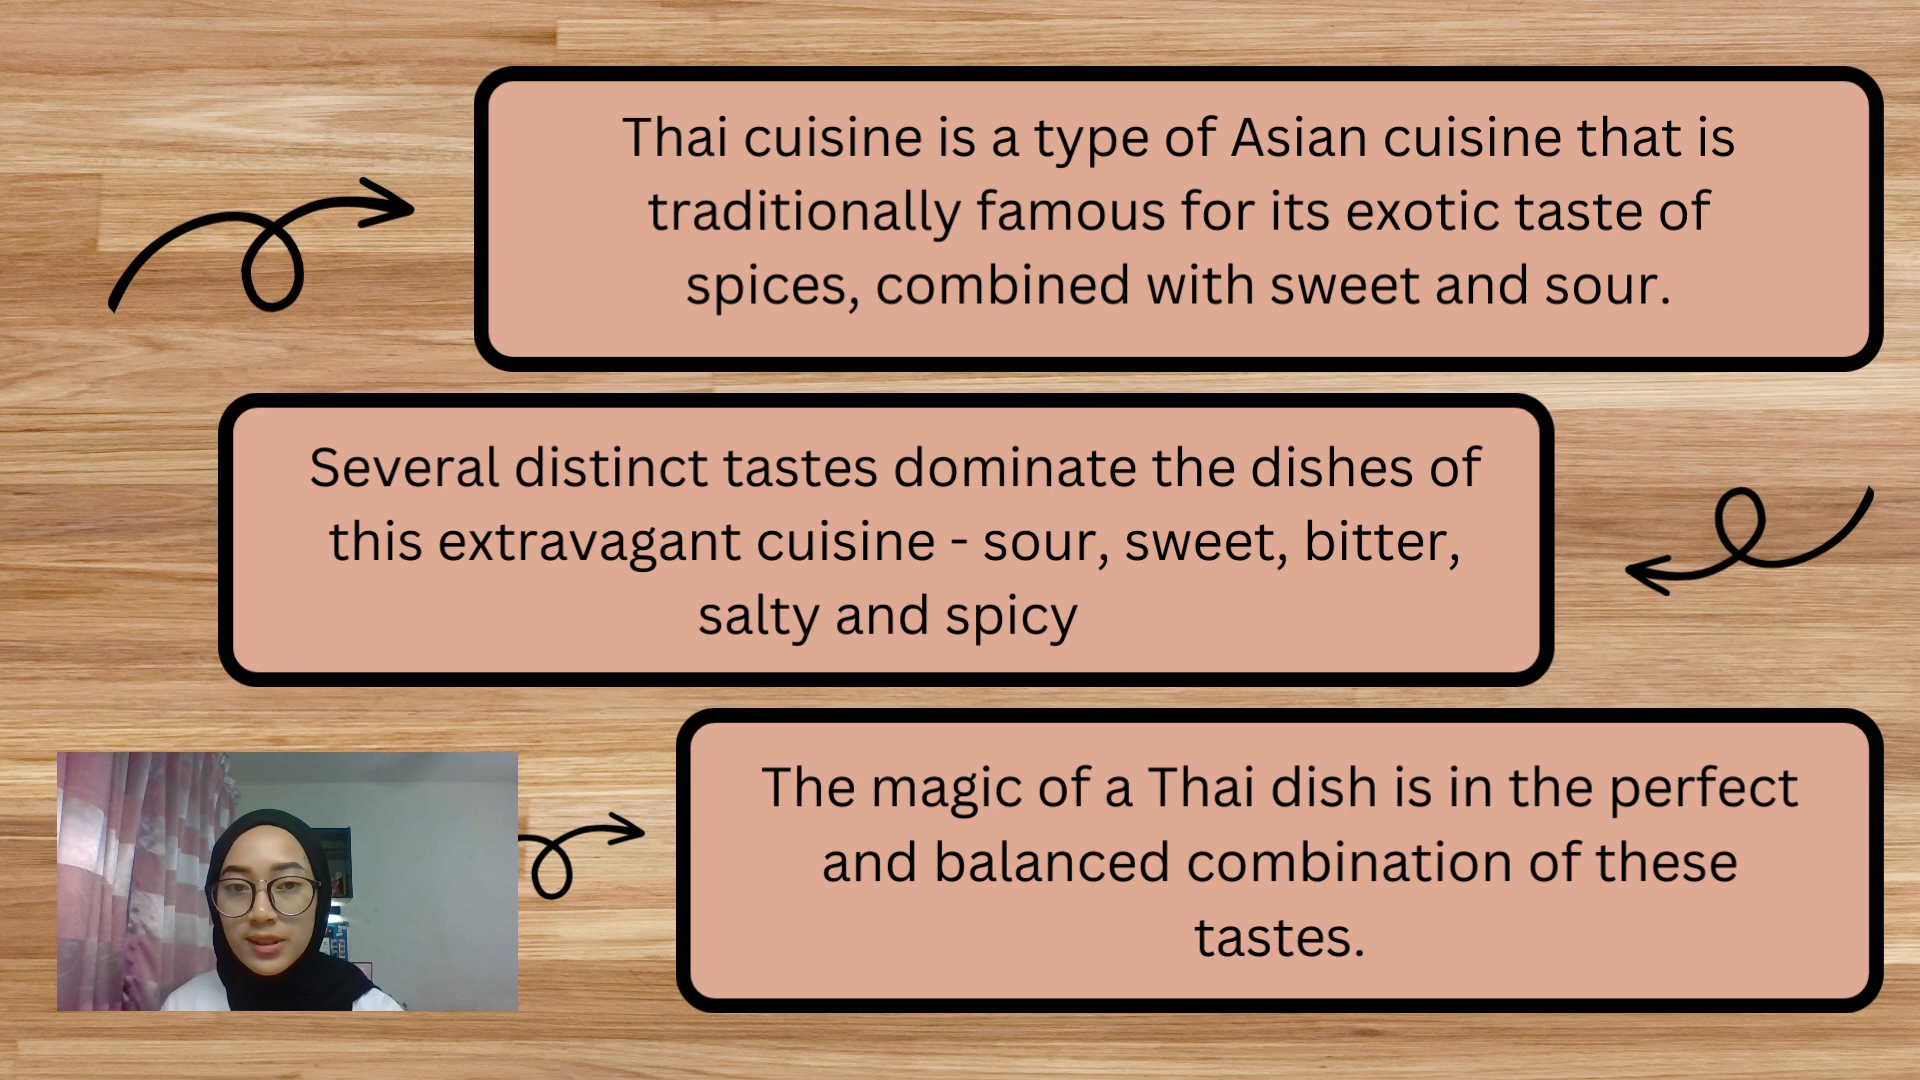 Thai cuisine is a type of Asian cuisine that is
traditionally famous for its exotic taste of
spices, combined with sweet and sour.
Several distinct tastes dominate the dishes of
this extravagant cuisine - sour, sweet, bitter,
salty and spicy
The magic of a Thai dish is in the perfect
and balanced combination of these
tastes.